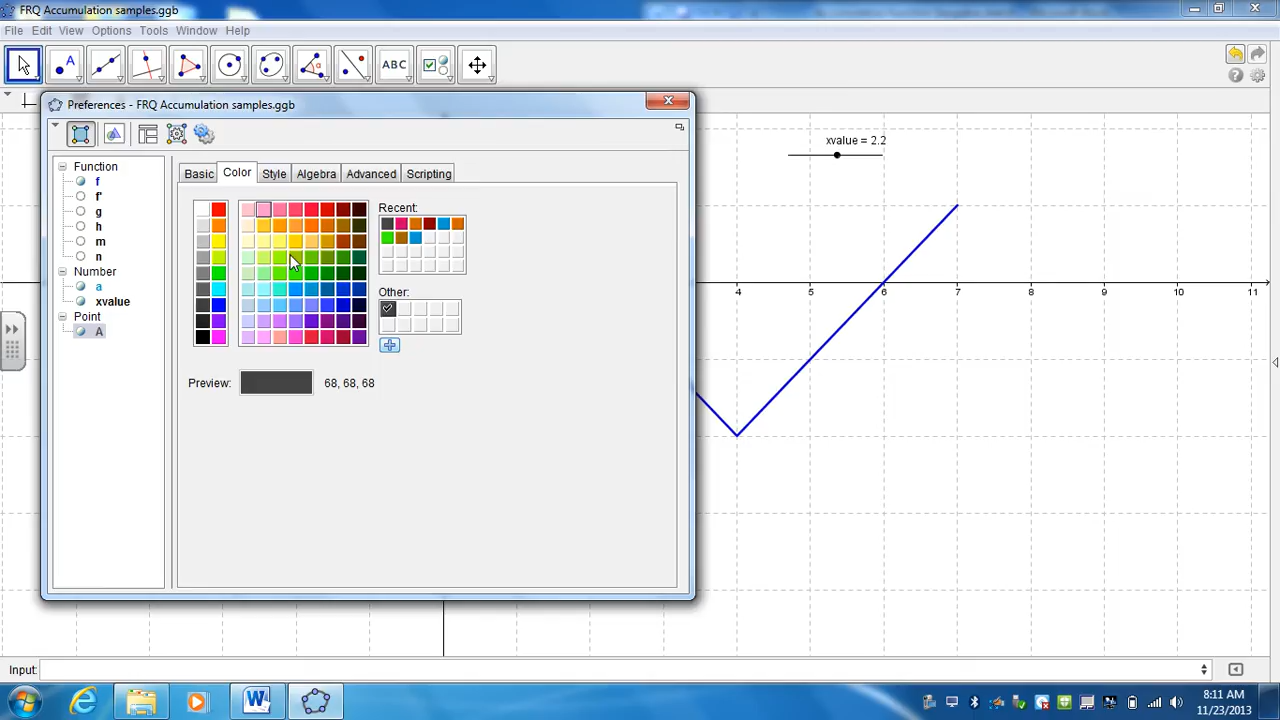 FRQ Accumulation samples.ggb
File Edit View Options Tools Window Help
ABC
Preferences - FRQ Accumulation samples.ggb
Function
f
f'
g
h
m
n
Number
a
xvalue
Point
A
Basic Color Style Algebra Advanced Scripting
Recent:
Other:
Preview: 68, 68, 68
xvalue = 2.2
4 5 6 7 8 9 10 11
Input:
8:11 AM
11/23/2013